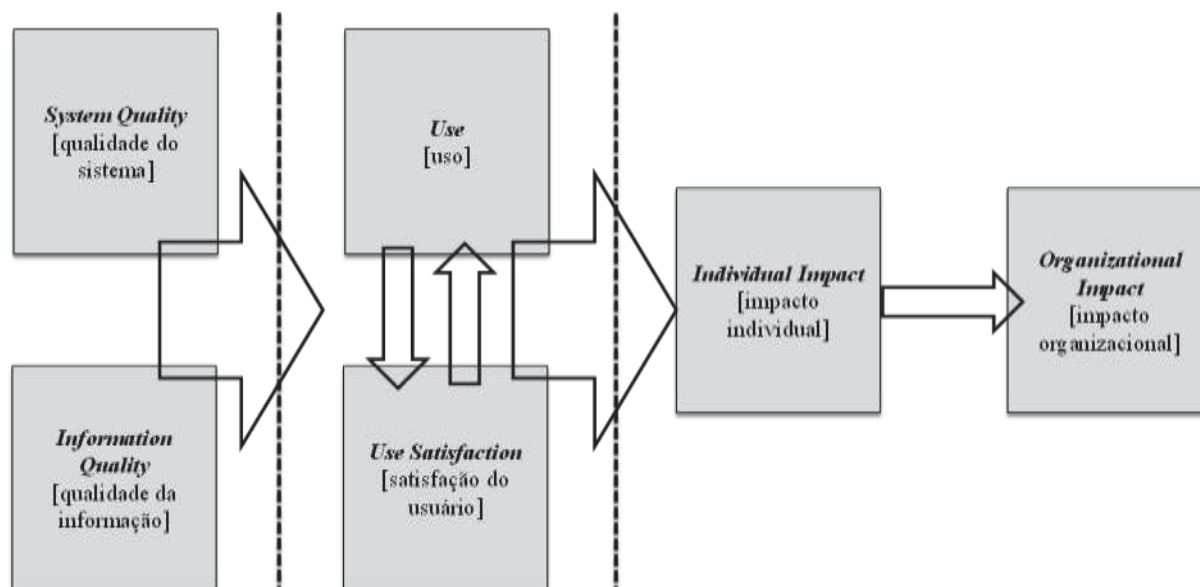 System Quality
[qualidade do
sistema]
Information
Quality
[qualidade da
informação]
Use
[uso]
Use Satisfaction
[satisfação do
usuário]
Individual Impact
[impacto
individual]
Organizational
Impact
[impacto
organizacional]